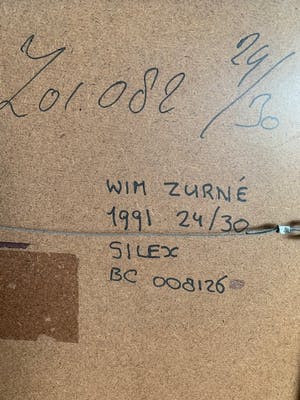 Z01.082 24/30
WIM ZURNÉ
1991 24/30
SILEX
BC 008126